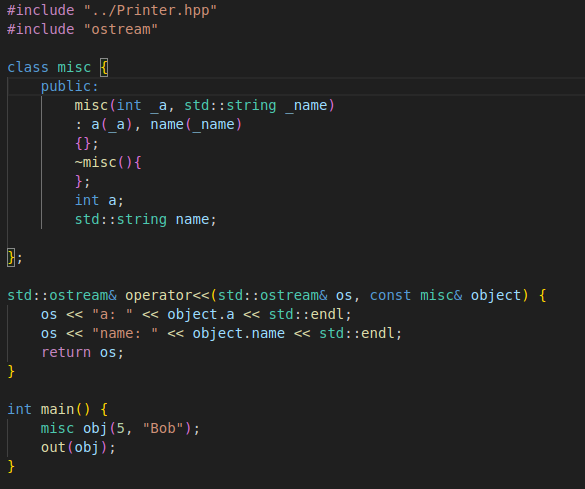 #include "../Printer.hpp"
#include "ostream"
class misc {
    public:
        misc(int _a, std::string _name)
        : a(_a), name(_name)
        {};
        ~misc(){
        };
        int a;
        std::string name;
};
std::ostream& operator<<(std::ostream& os, const misc& object) {
    os << "a: " << object.a << std::endl;
    os << "name: " << object.name << std::endl;
    return os;
}
int main() {
    misc obj(5, "Bob");
    out(obj);
}